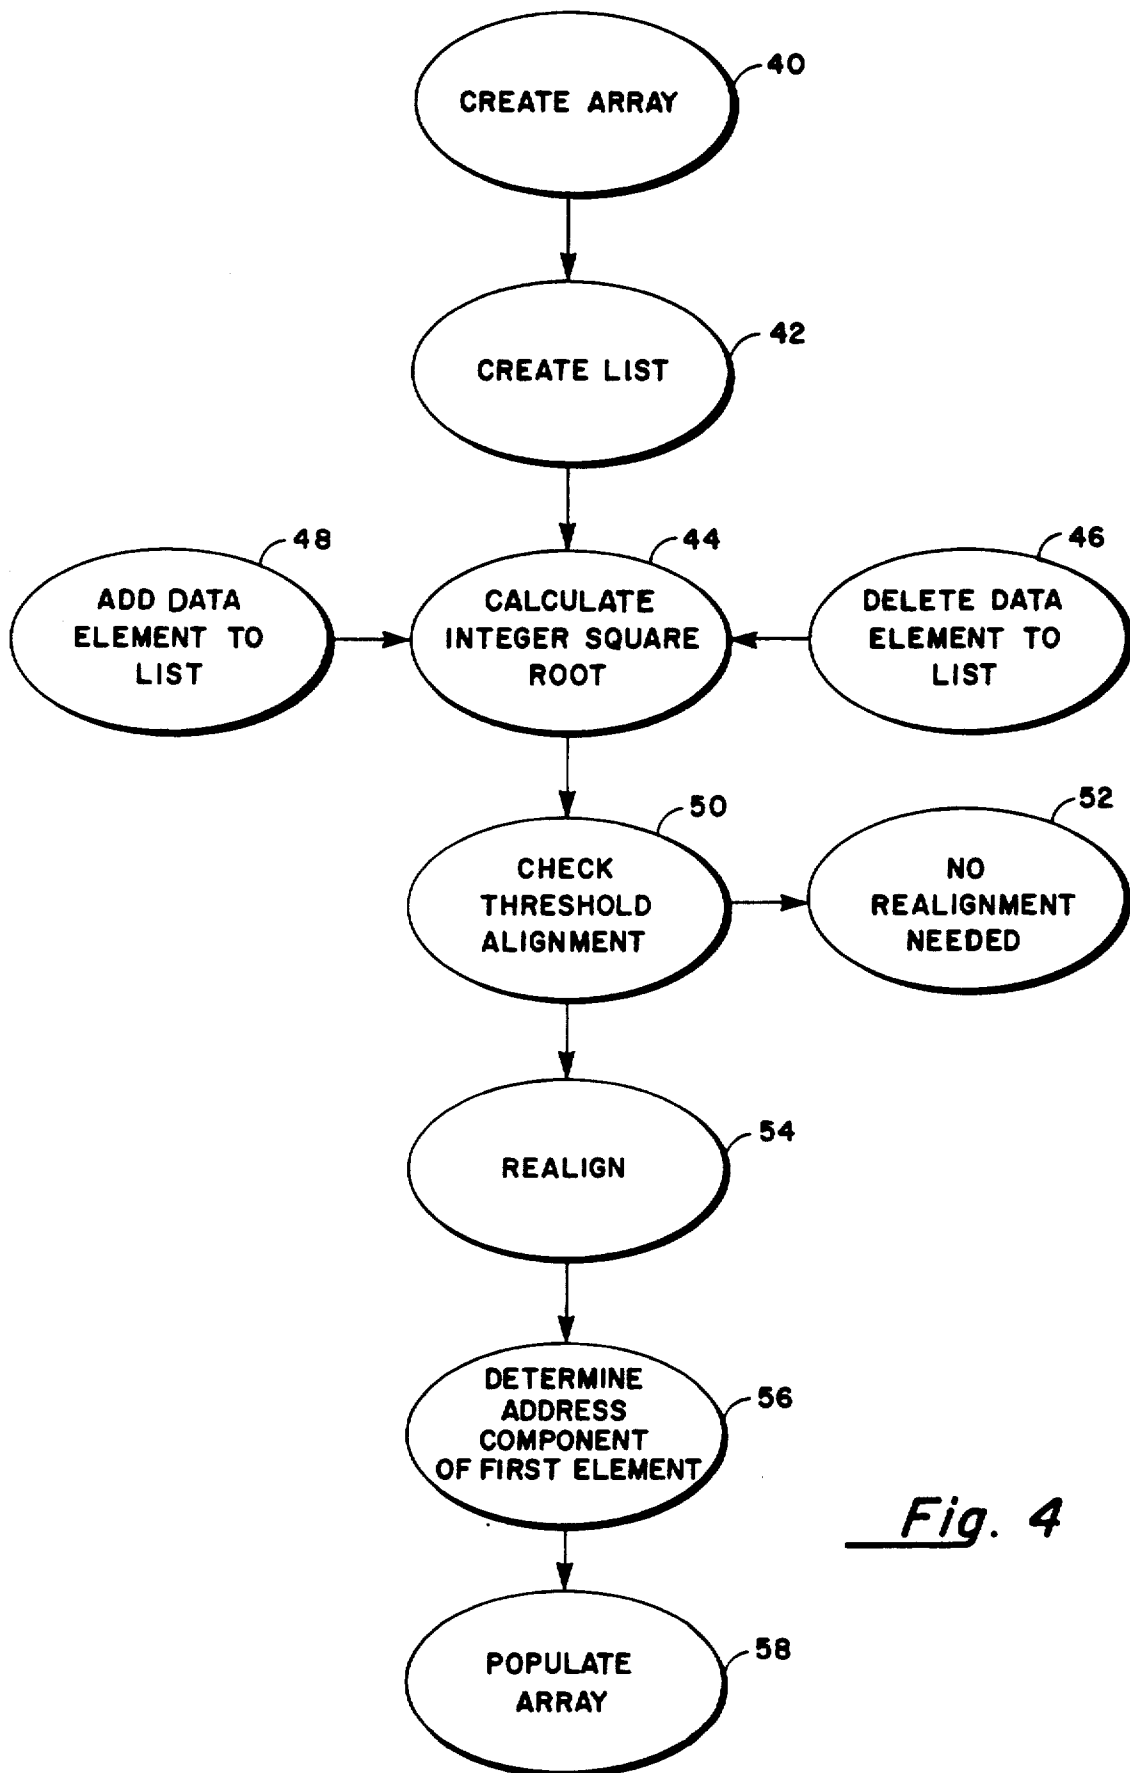 40
CREATE ARRAY
42
CREATE LIST
48
ADD DATA
ELEMENT TO
LIST
44
CALCULATE
INTEGER SQUARE
ROOT
46
DELETE DATA
ELEMENT TO
LIST
50
CHECK
THRESHOLD
ALIGNMENT
52
NO
REALIGNMENT
NEEDED
54
REALIGN
56
DETERMINE
ADDRESS
COMPONENT
OF FIRST ELEMENT
Fig. 4
58
POPULATE
ARRAY